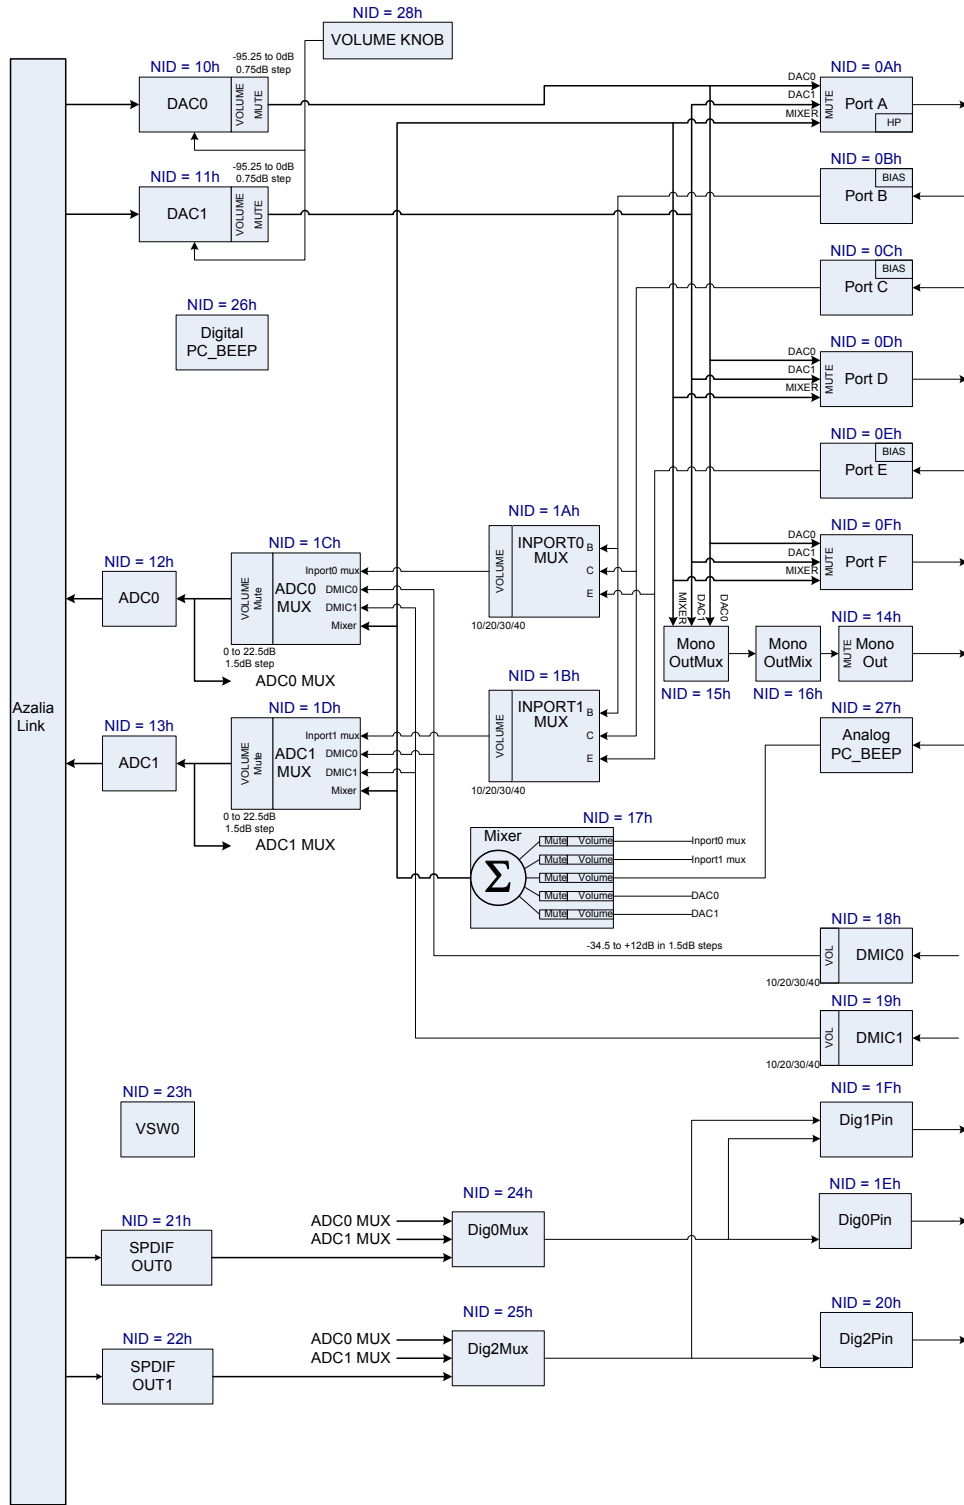 NID = 28h
VOLUME KNOB
NID = 10h
-95.25 to 0dB
0.75dB step
DAC0
VOLUME
MUTE
NID = 11h
-95.25 to 0dB
0.75dB step
DAC1
VOLUME
MUTE
NID = 26h
Digital
PC_BEEP
NID = 0Ah
DAC0
DAC1
MIXER
MUTE
Port A
HP
NID = 0Bh
BIAS
Port B
NID = 0Ch
BIAS
Port C
NID = 0Dh
DAC0
DAC1
MIXER
MUTE
Port D
NID = 0Eh
BIAS
Port E
NID = 0Fh
DAC0
DAC1
MIXER
MUTE
Port F
NID = 1Ah
VOLUME
INPORT0
MUX
B
C
E
10/20/30/40
NID = 1Ch
VOLUME
Mute
ADC0
MUX
Inport0 mux
DMIC0
DMIC1
Mixer
0 to 22.5dB
1.5dB step
NID = 12h
ADC0
ADC0 MUX
MIXER
DAC1
DAC0
Mono
OutMux
NID = 15h
Mono
OutMix
NID = 16h
NID = 14h
MUTE
Mono
Out
Azalia
Link
NID = 1Bh
VOLUME
INPORT1
MUX
B
C
E
10/20/30/40
NID = 1Dh
VOLUME
Mute
ADC1
MUX
Inport1 mux
DMIC0
DMIC1
Mixer
0 to 22.5dB
1.5dB step
NID = 13h
ADC1
ADC1 MUX
NID = 27h
Analog
PC_BEEP
NID = 17h
Mixer
Σ
Mute Volume Inport0 mux
Mute Volume Inport1 mux
Mute Volume
Mute Volume DAC0
Mute Volume DAC1
-34.5 to +12dB in 1.5dB steps
NID = 18h
VOL
DMIC0
10/20/30/40
NID = 19h
VOL
DMIC1
10/20/30/40
NID = 23h
VSW0
NID = 1Fh
Dig1Pin
NID = 1Eh
Dig0Pin
NID = 24h
ADC0 MUX
ADC1 MUX
Dig0Mux
NID = 21h
SPDIF
OUT0
NID = 25h
ADC0 MUX
ADC1 MUX
Dig2Mux
NID = 20h
Dig2Pin
NID = 22h
SPDIF
OUT1